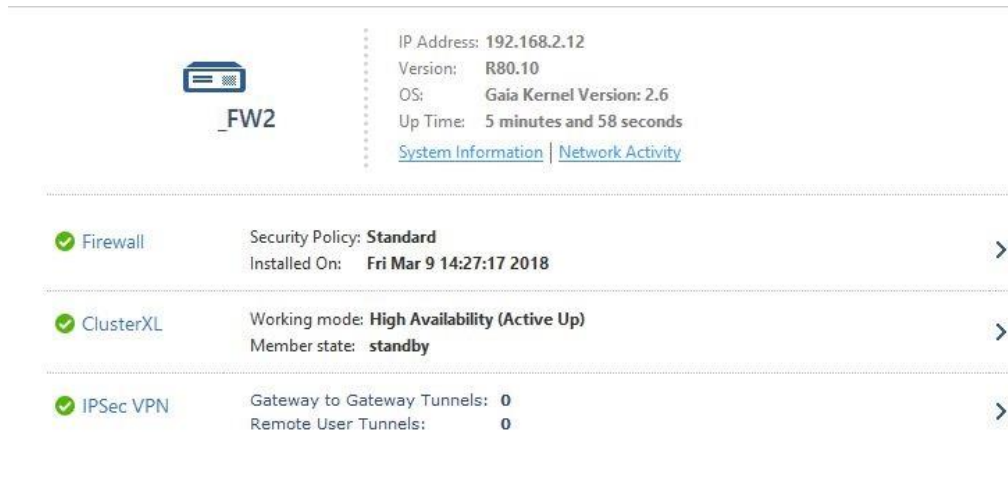 _FW2
IP Address: 192.168.2.12
Version: R80.10
OS: Gaia Kernel Version: 2.6
Up Time: 5 minutes and 58 seconds
System Information | Network Activity
Firewall
Security Policy: Standard
Installed On: Fri Mar 9 14:27:17 2018
ClusterXL
Working mode: High Availability (Active Up)
Member state: standby
IPSec VPN
Gateway to Gateway Tunnels: 0
Remote User Tunnels: 0